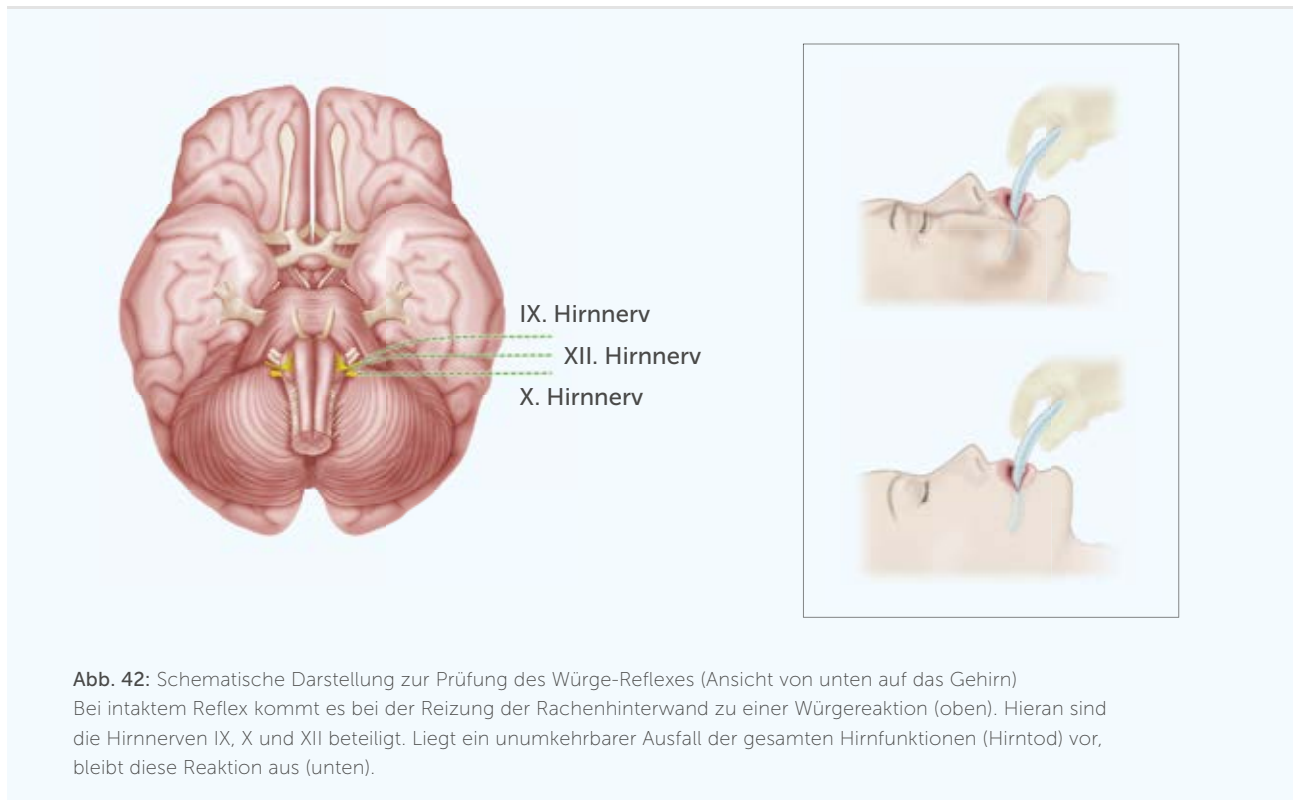 IX. Hirnnerv
XII. Hirnnerv
X. Hirnnerv
Abb. 42: Schematische Darstellung zur Prüfung des Würge-Reflexes (Ansicht von unten auf das Gehirn)
Bei intaktem Reflex kommt es bei der Reizung der Rachenhinterwand zu einer Würgereaktion (oben). Hieran sind
die Hirnnerven IX, X und XII beteiligt. Liegt ein unumkehrbarer Ausfall der gesamten Hirnfunktionen (Hirntod) vor,
bleibt diese Reaktion aus (unten).